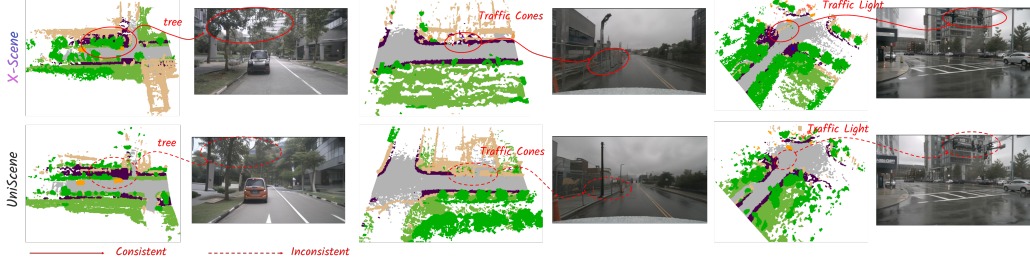 X-Scene
tree
Traffic Cones
Traffic Light
UniScene
tree
Traffic Cones
Traffic Light
Consistent
Inconsistent